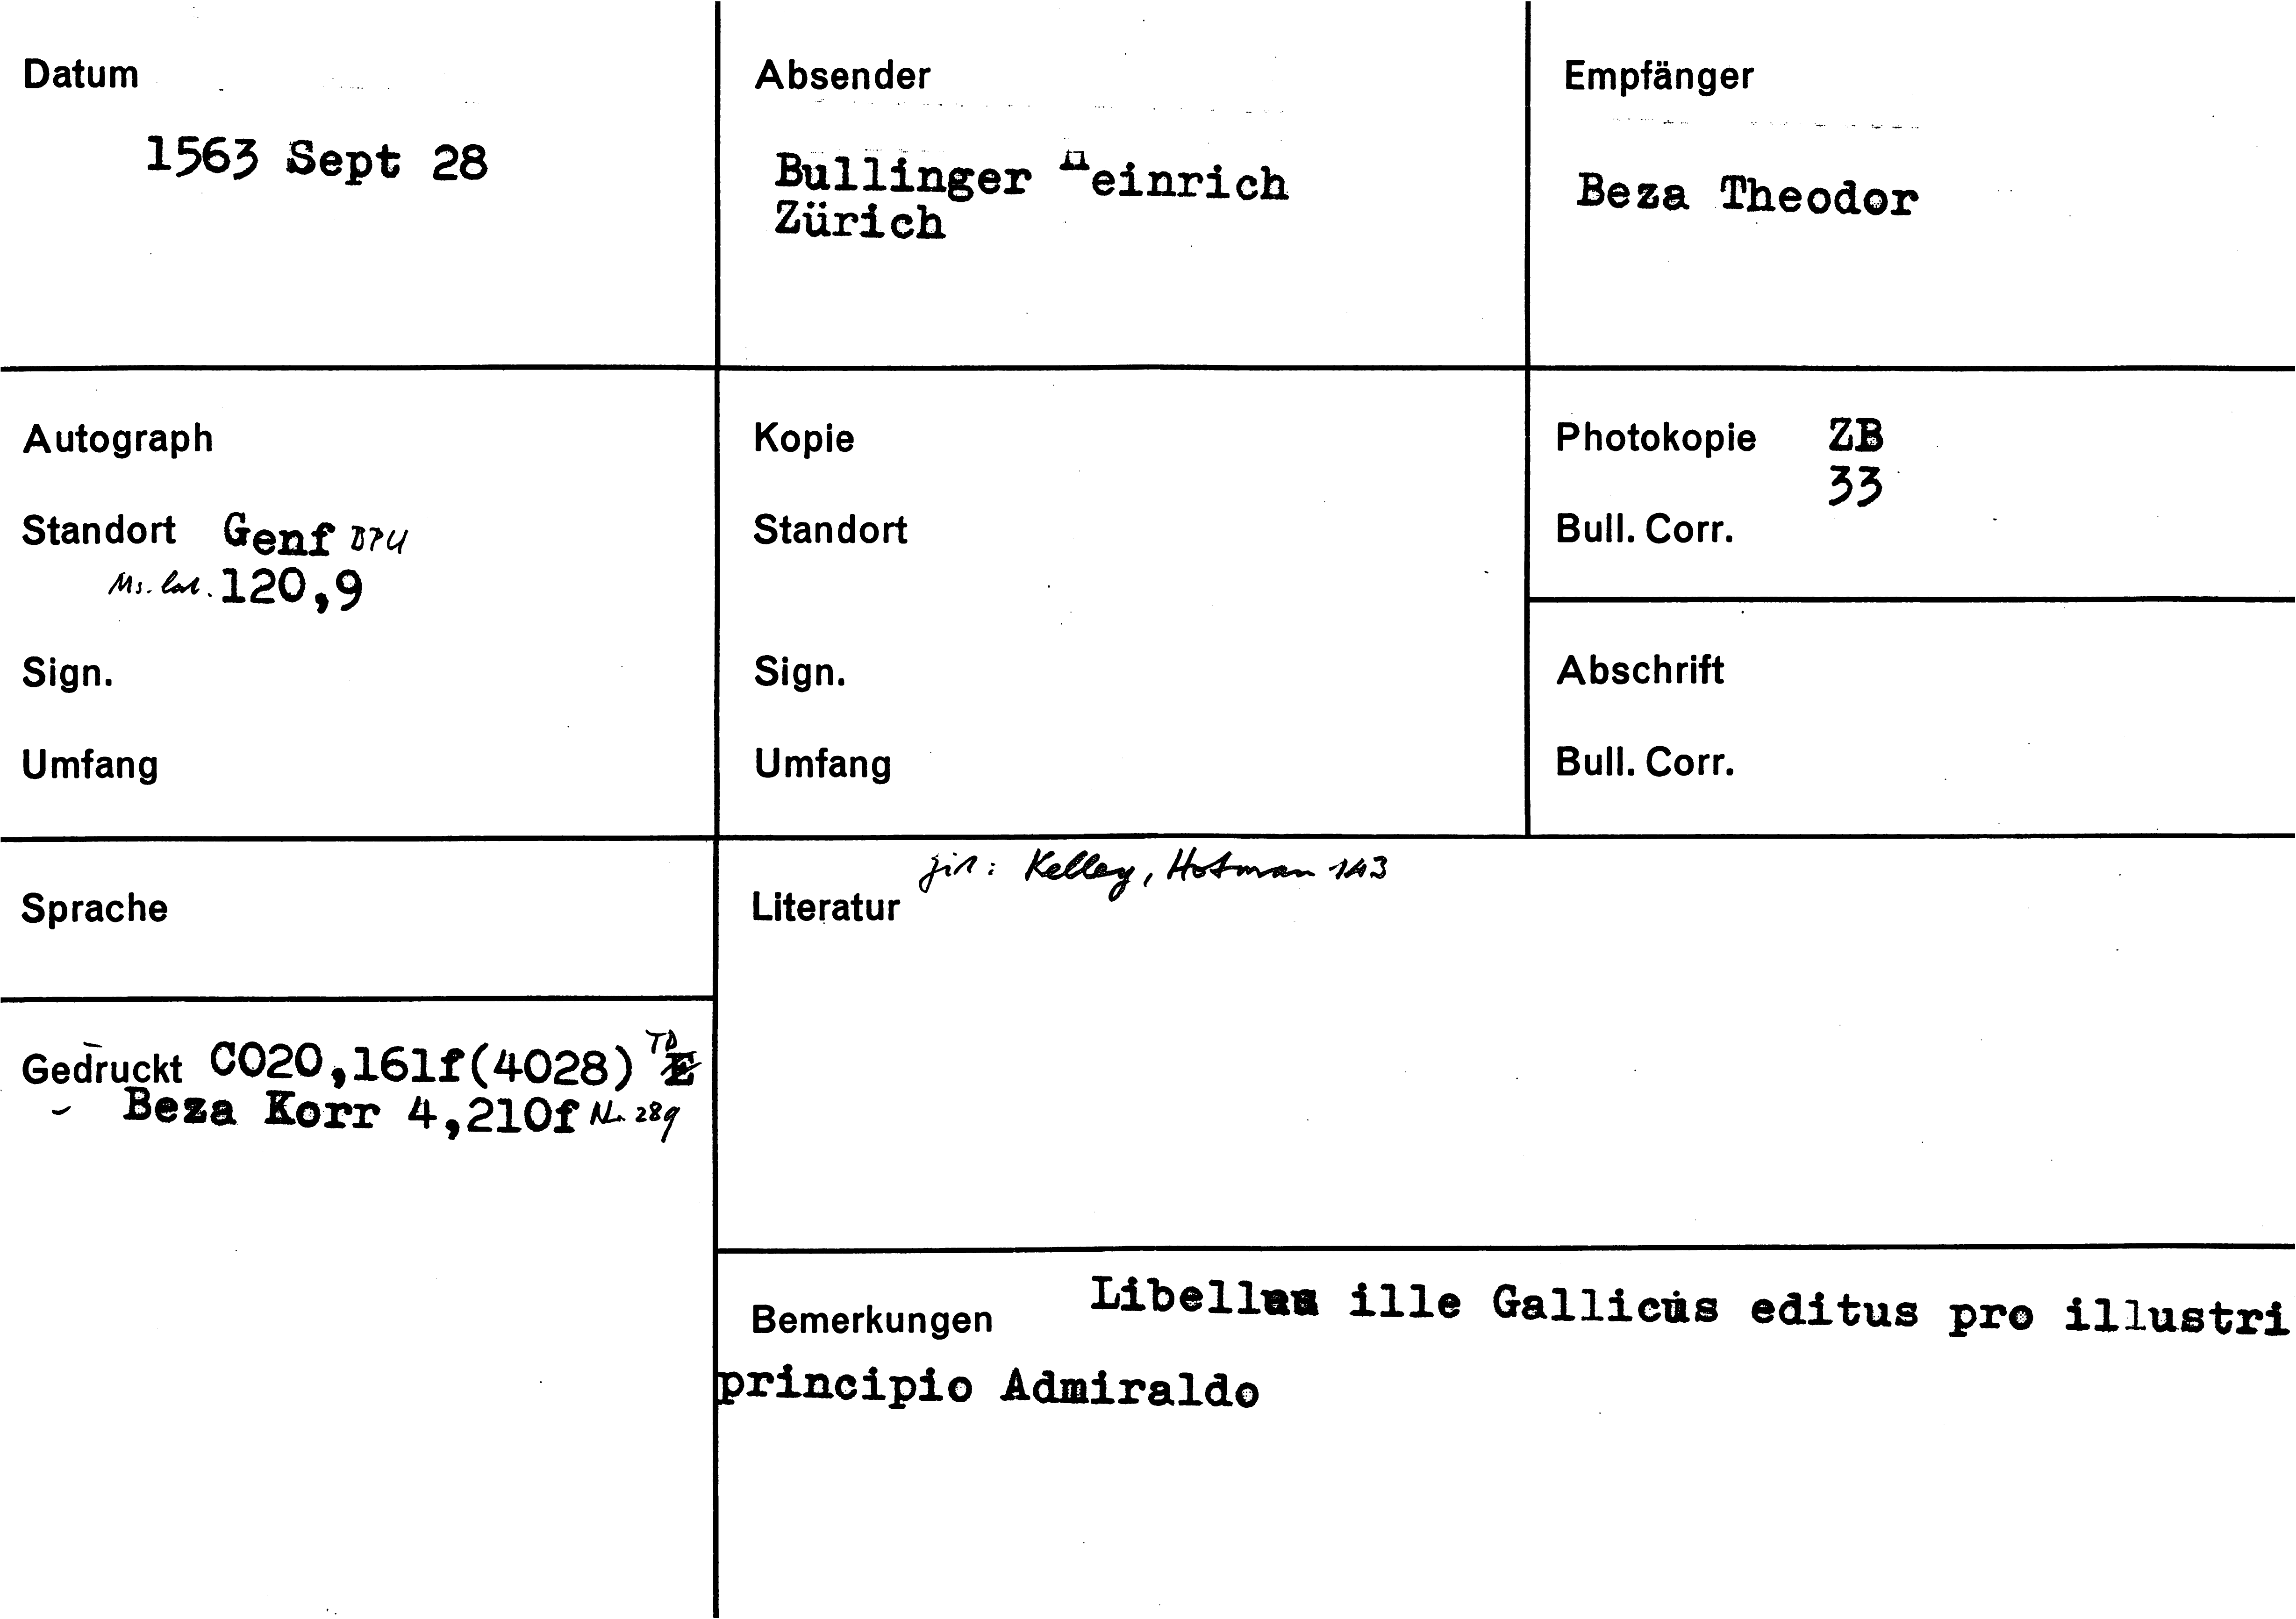 Datum
1563 Sept 28
Absender
Bullinger Heinrich
Zürich
Empfänger
Beza Theodor
Autograph
Standort Genf BPU
Ms. lat. 120,9
Sign.
Umfang
Kopie
Standort
Sign.
Umfang
Photokopie ZB
33
Bull. Corr.
Abschrift
Bull. Corr.
Sprache
Gedruckt CO20,161f(4028) TD
- Beza Korr 4,210f Nr. 289
zit: Kelley, Hotman 143
Literatur
Bemerkungen Libellus ille Gallicus editus pro illustri
principio Admiraldo